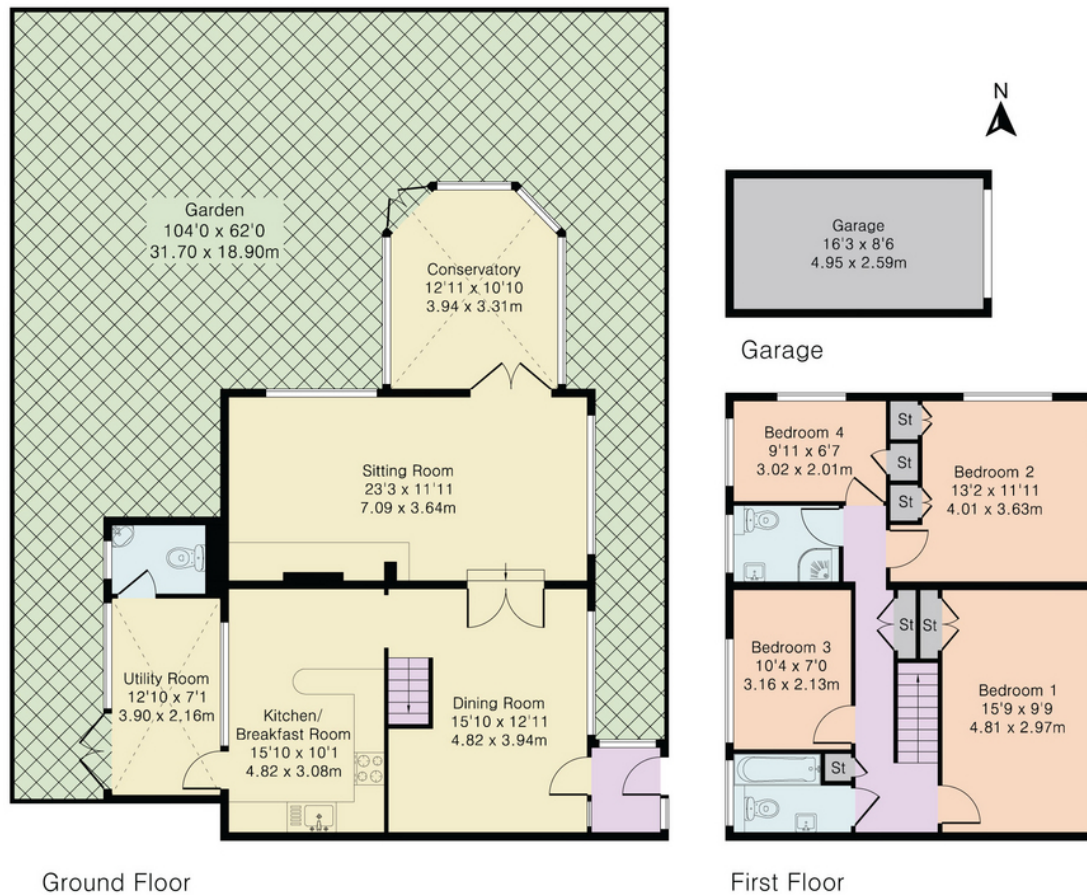 N
Garden
104'0 x 62'0
31.70 x 18.90m
Conservatory
12'11 x 10'10
3.94 x 3.31m
Garage
16'3 x 8'6
4.95 x 2.59m
Garage
Sitting Room
23'3 x 11'11
7.09 x 3.64m
Utility Room
12'10 x 7'1
3.90 x 2.16m
Kitchen/
Breakfast Room
15'10 x 10'1
4.82 x 3.08m
Dining Room
15'10 x 12'11
4.82 x 3.94m
Ground Floor
Bedroom 4
9'11 x 6'7
3.02 x 2.01m
St
St
St
Bedroom 2
13'2 x 11'11
4.01 x 3.63m
Bedroom 3
10'4 x 7'0
3.16 x 2.13m
St
St
Bedroom 1
15'9 x 9'9
4.81 x 2.97m
St
First Floor